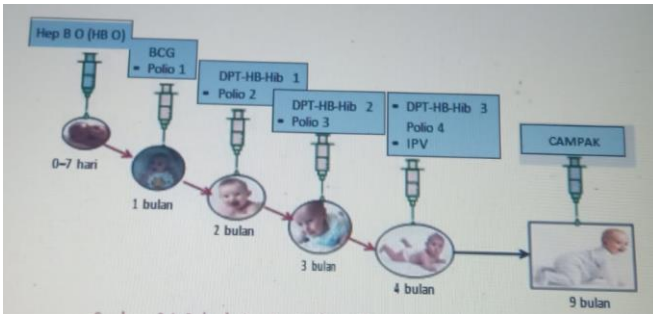 Hep B O (HB O)
0-7 hari
BCG
• Polio 1
1 bulan
DPT-HB-Hib 1
• Polio 2
2 bulan
DPT-HB-Hib 2
• Polio 3
3 bulan
• DPT-HB-Hib 3
Polio 4
• IPV
4 bulan
CAMPAK
9 bulan